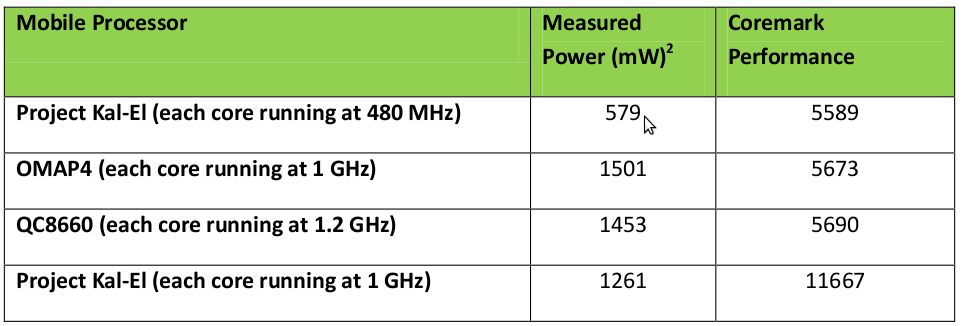 Mobile Processor Measured Coremark
Power (mW)2 Performance
Project Kal-El (each core running at 480 MHz) 579 5589
OMAP4 (each core running at 1 GHz) 1501 5673
QC8660 (each core running at 1.2 GHz) 1453 5690
Project Kal-El (each core running at 1 GHz) 1261 11667